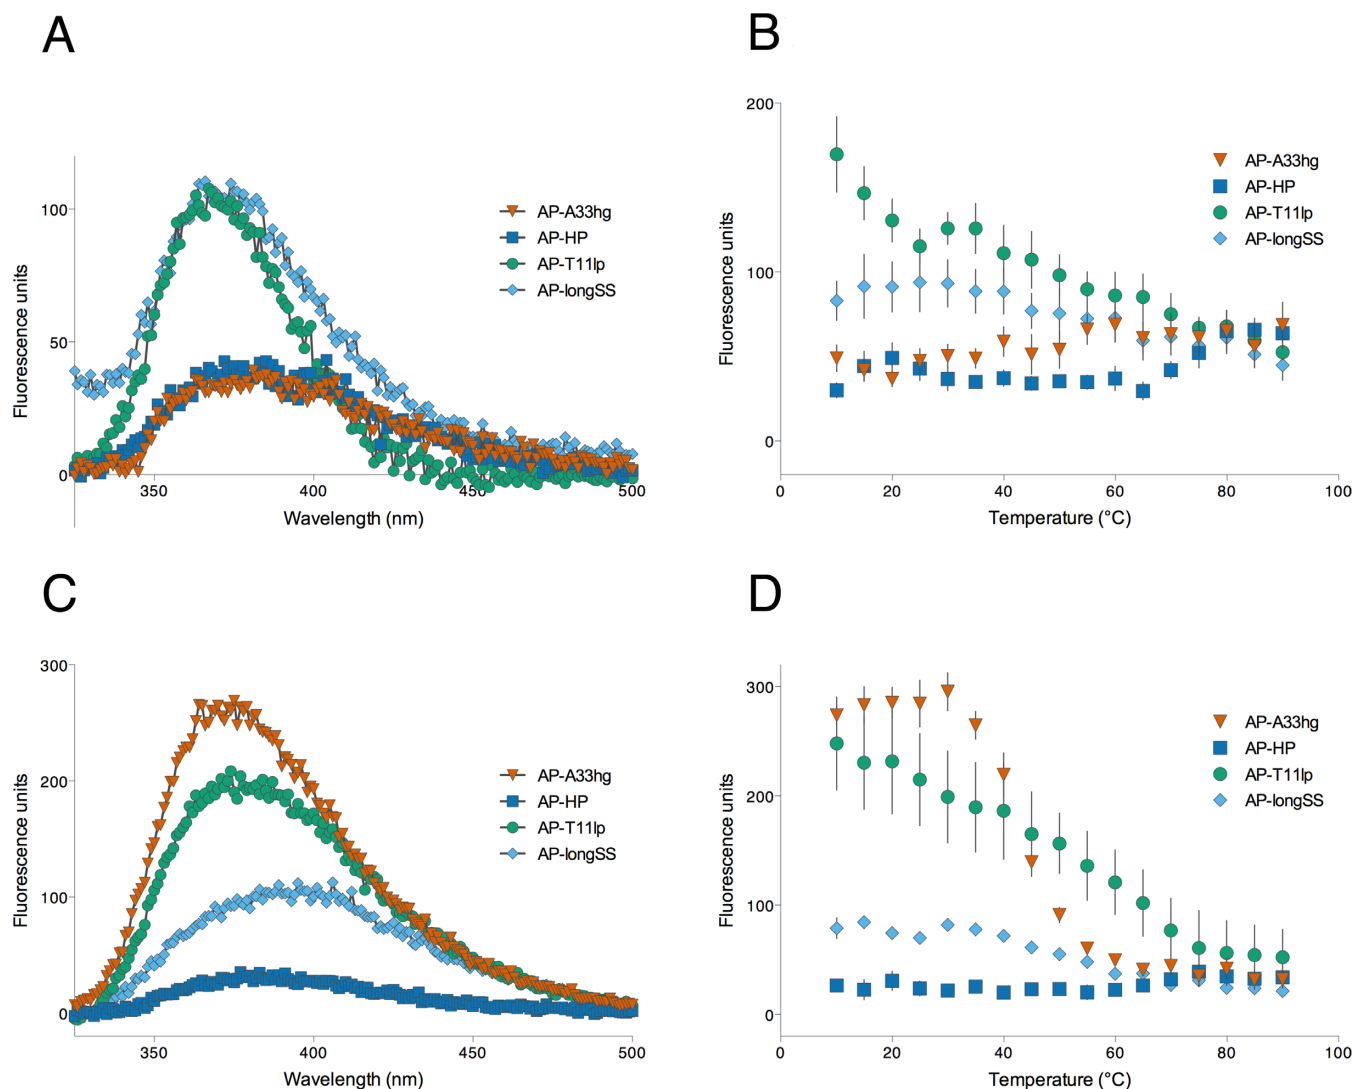 A
100
50
0
350
400
450
500
Fluorescence units
Wavelength (nm)
AP-A33hg
AP-HP
AP-T11lp
AP-longSS
B
200
100
0
0
20
40
60
80
100
Fluorescence units
Temperature (°C)
AP-A33hg
AP-HP
AP-T11lp
AP-longSS
C
300
200
100
0
350
400
450
500
Fluorescence units
Wavelength (nm)
AP-A33hg
AP-HP
AP-T11lp
AP-longSS
D
300
200
100
0
0
20
40
60
80
100
Fluorescence units
Temperature (°C)
AP-A33hg
AP-HP
AP-T11lp
AP-longSS